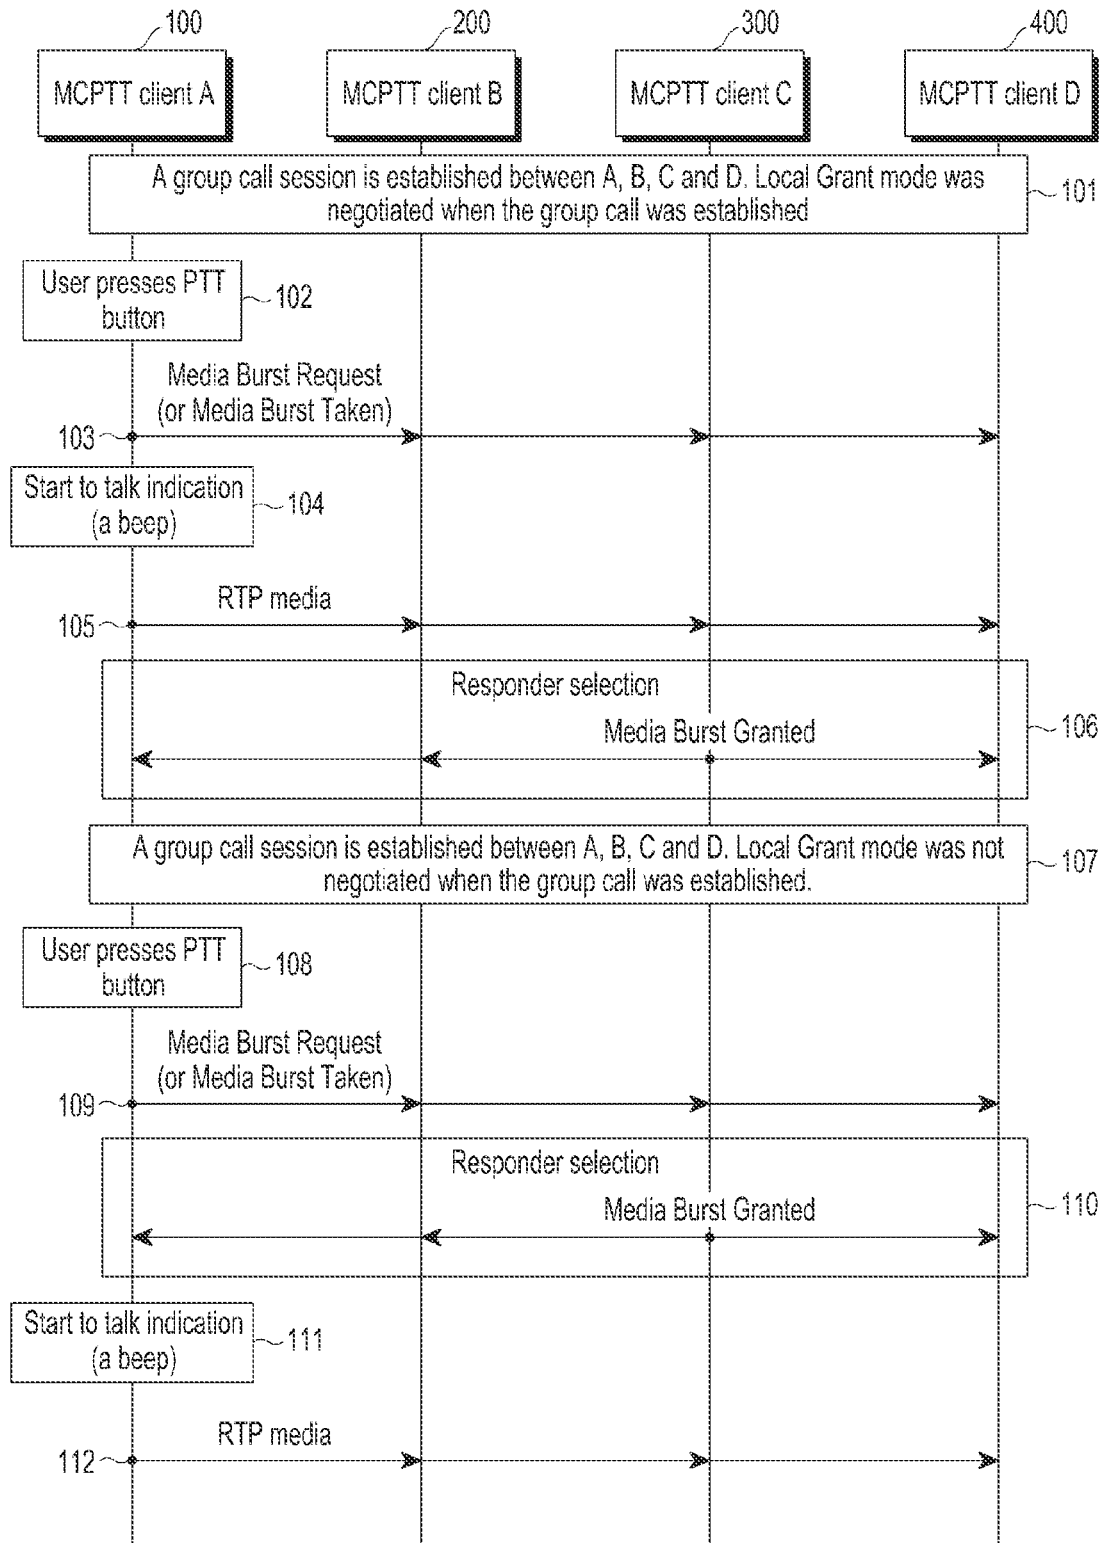 100
200
300
400
MCPTT client A
MCPTT client B
MCPTT client C
MCPTT client D
A group call session is established between A, B, C and D. Local Grant mode was
negotiated when the group call was established
101
User presses PTT
button
102
Media Burst Request
(or Media Burst Taken)
103
Start to talk indication
(a beep)
104
RTP media
105
Responder selection
Media Burst Granted
106
A group call session is established between A, B, C and D. Local Grant mode was not
negotiated when the group call was established.
107
User presses PTT
button
108
Media Burst Request
(or Media Burst Taken)
109
Responder selection
Media Burst Granted
110
Start to talk indication
(a beep)
111
RTP media
112